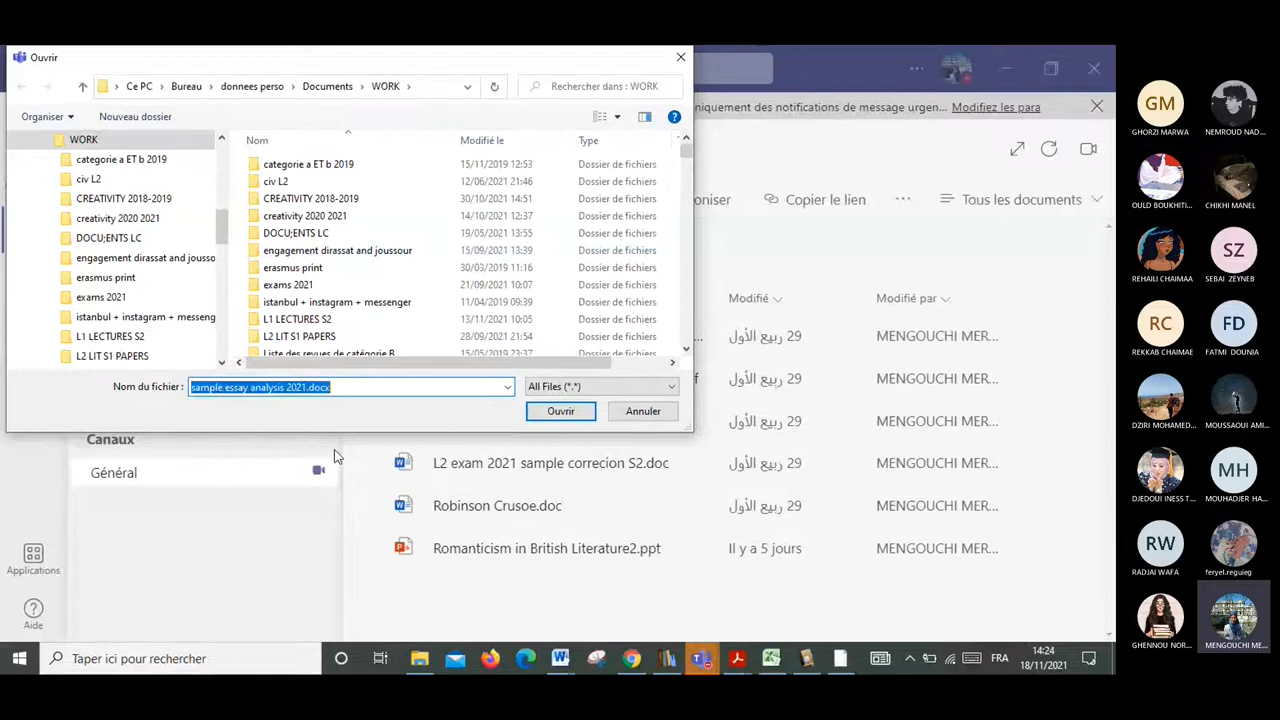 Ouvrir
Ce PC > Bureau > donnees perso > Documents > WORK >
Rechercher dans : WORK
Organiser
Nouveau dossier
WORK
categorie a ET b 2019
civ L2
CREATIVITY 2018-2019
creativity 2020 2021
DOCU;ENTS LC
engagement dirassat and jousso
erasmus print
exams 2021
istanbul + instagram + messeng
L1 LECTURES S2
L2 LIT S1 PAPERS
Nom Modifié le Type
categorie a ET b 2019 15/11/2019 12:53 Dossier de fichiers
civ L2 12/06/2021 21:46 Dossier de fichiers
CREATIVITY 2018-2019 30/10/2021 14:51 Dossier de fichiers
creativity 2020 2021 14/10/2021 12:37 Dossier de fichiers
DOCU;ENTS LC 19/05/2021 13:55 Dossier de fichiers
engagement dirassat and joussour 15/09/2021 13:39 Dossier de fichiers
erasmus print 30/03/2019 11:16 Dossier de fichiers
exams 2021 21/09/2021 10:07 Dossier de fichiers
istanbul + instagram + messenger 11/04/2019 09:39 Dossier de fichiers
L1 LECTURES S2 13/11/2021 10:05 Dossier de fichiers
L2 LIT S1 PAPERS 28/09/2021 21:54 Dossier de fichiers
Liste des revues de catégorie B 15/05/2019 23:37 Dossier de fichiers
Nom du fichier : sample essay analysis 2021.docx All Files (*.*)
Ouvrir Annuler
niquement des notifications de message urgen... Modifiez les para
oniser Copier le lien ... Tous les documents
Modifié Modifié par
29 ربيع الأول MENGOUCHI MER...
29 ربيع الأول MENGOUCHI MER...
29 ربيع الأول MENGOUCHI MER...
L2 exam 2021 sample correcion S2.doc 29 ربيع الأول MENGOUCHI MER...
Robinson Crusoe.doc 29 ربيع الأول MENGOUCHI MER...
Romanticism in British Literature2.ppt Il y a 5 jours MENGOUCHI MER...
Canaux
Général
Applications
Aide
Taper ici pour rechercher
FRA
14:24
18/11/2021
GM
GHORZI MARWA
NEMROUD NAD...
OULD BOUKHITI...
CHIKHI MANEL
REHAILI CHAIMAA
SZ
SEBAI ZEYNEB
RC
REKKAB CHAIMAE
FD
FATMI DOUNIA
DZIRI MOHAMED...
MOUSSAOUI AMI...
DJEDOUI INESS T...
MH
MOUHADJER HA...
RW
RADJAI WAFA
feryel.reguieg
GHENNOU NOR...
MENGOUCHI ME...